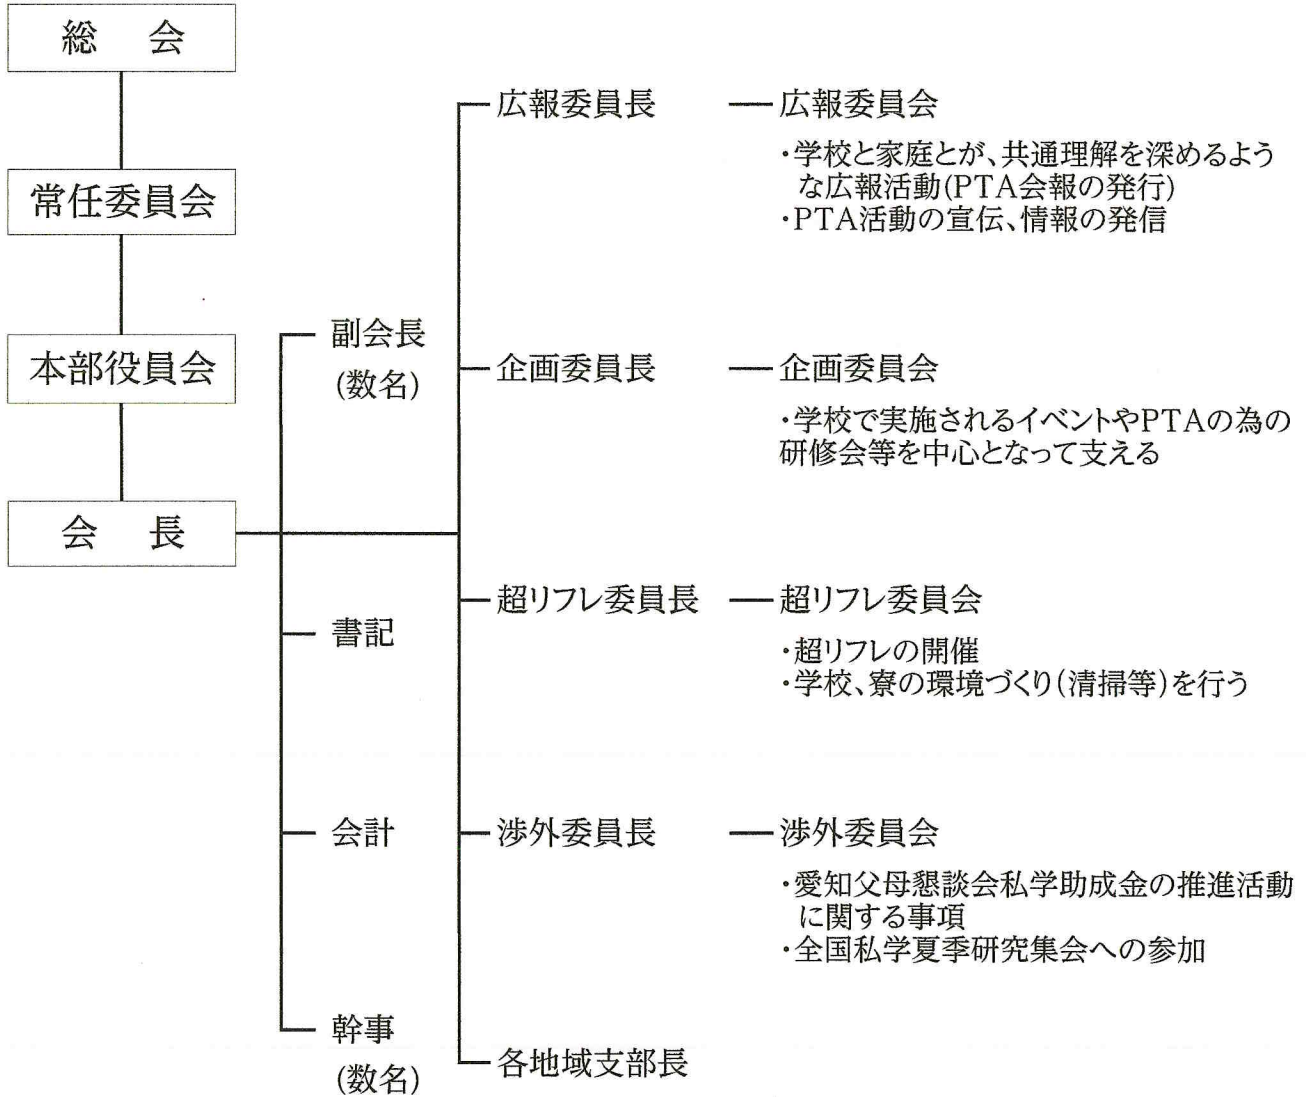 総 会
常任委員会
本部役員会
会 長
副会長
(数名)
書記
会計
幹事
(数名)
広報委員長
広報委員会
・学校と家庭とが、共通理解を深めるよう
な広報活動(PTA会報の発行)
・PTA活動の宣伝、情報の発信
企画委員長
企画委員会
・学校で実施されるイベントやPTAの為の
研修会等を中心となって支える
超リフレ委員長
超リフレ委員会
・超リフレの開催
・学校、寮の環境づくり(清掃等)を行う
渉外委員長
渉外委員会
・愛知父母懇談会私学助成金の推進活動
に関する事項
・全国私学夏季研究集会への参加
各地域支部長